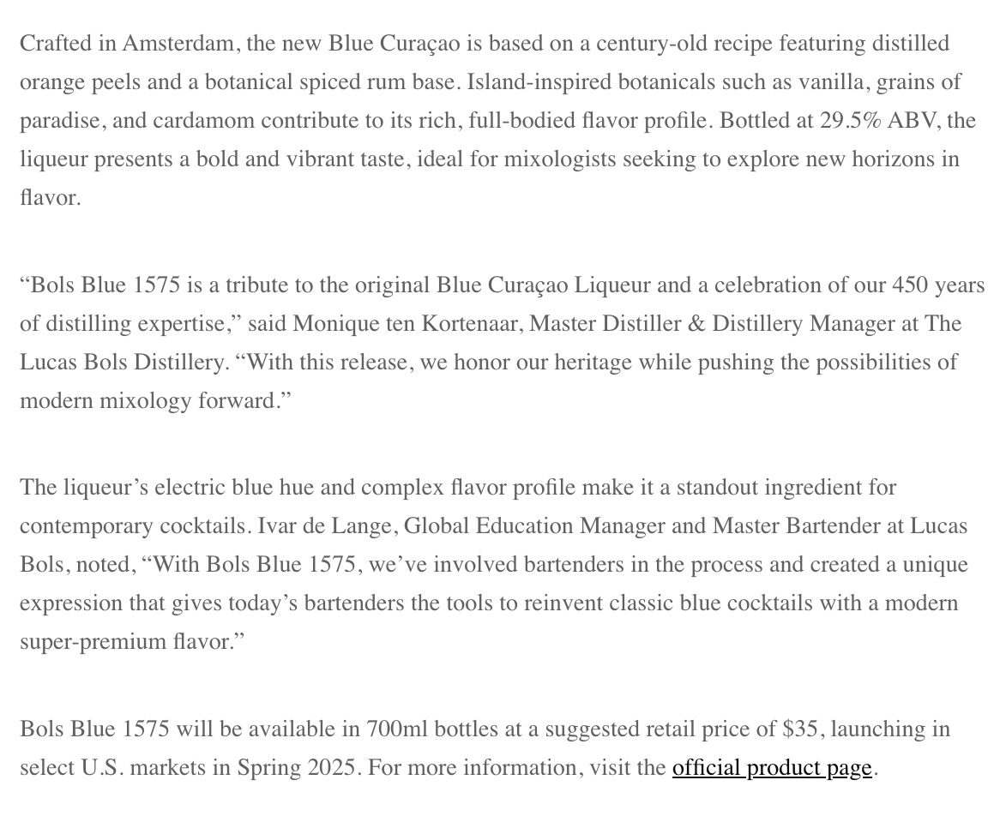 Crafted in Amsterdam, the new Blue Curaçao is based on a century-old recipe featuring distilled
orange peels and a botanical spiced rum base. Island-inspired botanicals such as vanilla, grains of
paradise, and cardamom contribute to its rich, full-bodied flavor profile. Bottled at 29.5% ABV, the
liqueur presents a bold and vibrant taste, ideal for mixologists seeking to explore new horizons in
flavor.
“Bols Blue 1575 is a tribute to the original Blue Curaçao Liqueur and a celebration of our 450 years
of distilling expertise,” said Monique ten Kortenaar, Master Distiller & Distillery Manager at The
Lucas Bols Distillery. “With this release, we honor our heritage while pushing the possibilities of
modern mixology forward.”
The liqueur’s electric blue hue and complex flavor profile make it a standout ingredient for
contemporary cocktails. Ivar de Lange, Global Education Manager and Master Bartender at Lucas
Bols, noted, “With Bols Blue 1575, we’ve involved bartenders in the process and created a unique
expression that gives today’s bartenders the tools to reinvent classic blue cocktails with a modern
super-premium flavor.”
Bols Blue 1575 will be available in 700ml bottles at a suggested retail price of $35, launching in
select U.S. markets in Spring 2025. For more information, visit the official product page.